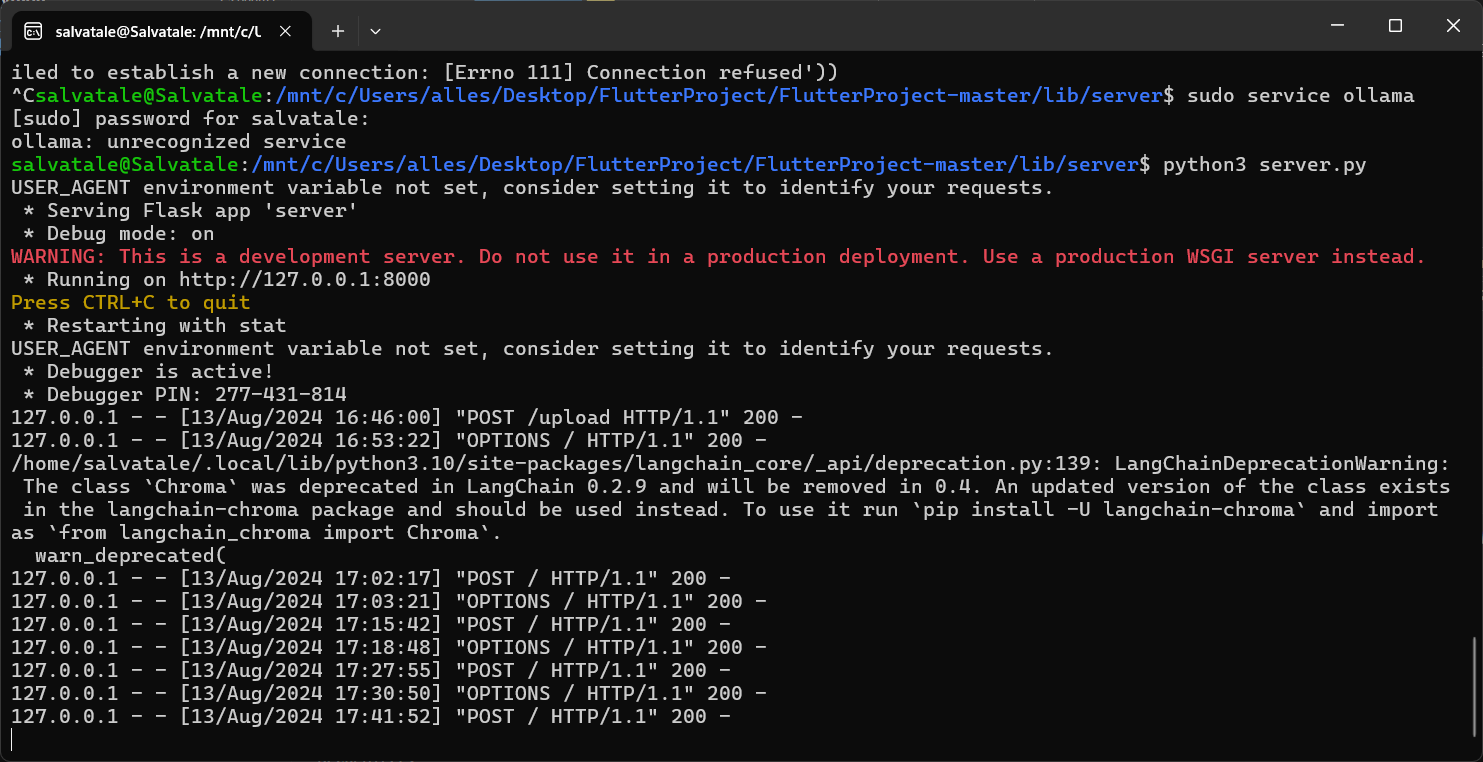 salvatale@Salvatale: /mnt/c/U
iled to establish a new connection: [Errno 111] Connection refused'))
^Csalvatale@Salvatale:/mnt/c/Users/alles/Desktop/FlutterProject/FlutterProject-master/lib/server$ sudo service ollama
[sudo] password for salvatale:
ollama: unrecognized service
salvatale@Salvatale:/mnt/c/Users/alles/Desktop/FlutterProject/FlutterProject-master/lib/server$ python3 server.py
USER_AGENT environment variable not set, consider setting it to identify your requests.
 * Serving Flask app 'server'
 * Debug mode: on
WARNING: This is a development server. Do not use it in a production deployment. Use a production WSGI server instead.
 * Running on http://127.0.0.1:8000
Press CTRL+C to quit
 * Restarting with stat
USER_AGENT environment variable not set, consider setting it to identify your requests.
 * Debugger is active!
 * Debugger PIN: 277-431-814
127.0.0.1 - - [13/Aug/2024 16:46:00] "POST /upload HTTP/1.1" 200 -
127.0.0.1 - - [13/Aug/2024 16:53:22] "OPTIONS / HTTP/1.1" 200 -
/home/salvatale/.local/lib/python3.10/site-packages/langchain_core/_api/deprecation.py:139: LangChainDeprecationWarning:
 The class `Chroma` was deprecated in LangChain 0.2.9 and will be removed in 0.4. An updated version of the class exists
 in the langchain-chroma package and should be used instead. To use it run `pip install -U langchain-chroma` and import
as `from langchain_chroma import Chroma`.
  warn_deprecated(
127.0.0.1 - - [13/Aug/2024 17:02:17] "POST / HTTP/1.1" 200 -
127.0.0.1 - - [13/Aug/2024 17:03:21] "OPTIONS / HTTP/1.1" 200 -
127.0.0.1 - - [13/Aug/2024 17:15:42] "POST / HTTP/1.1" 200 -
127.0.0.1 - - [13/Aug/2024 17:18:48] "OPTIONS / HTTP/1.1" 200 -
127.0.0.1 - - [13/Aug/2024 17:27:55] "POST / HTTP/1.1" 200 -
127.0.0.1 - - [13/Aug/2024 17:30:50] "OPTIONS / HTTP/1.1" 200 -
127.0.0.1 - - [13/Aug/2024 17:41:52] "POST / HTTP/1.1" 200 -